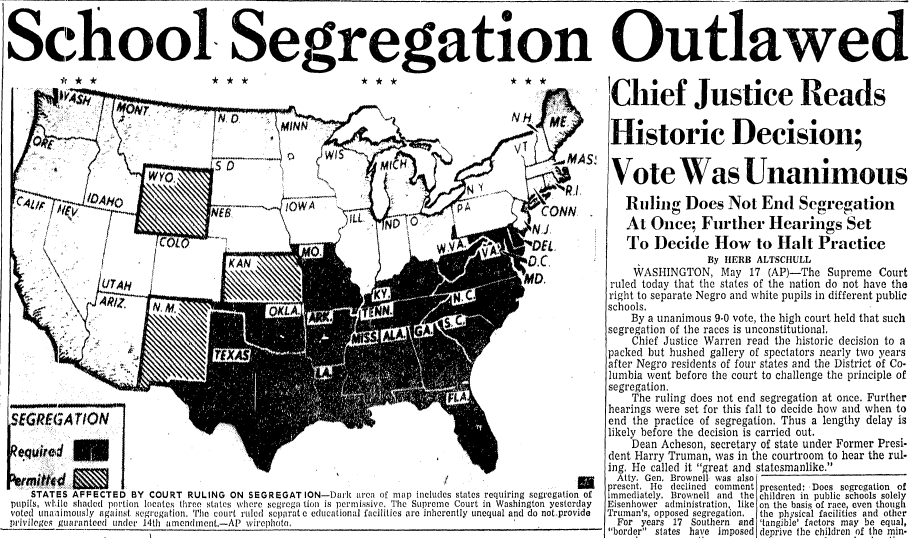 School Segregation Outlawed
★ ★ ★ ★ ★ ★ ★ ★ ★ ★ ★ ★
WASH
MONT
N.D
MINN
N.H.
ME
ORE
WIS
MICH
VT
MASS
WYO.
S D
N Y
R.I.
CALIF
NEV.
IDAHO
NEB.
IOWA
ILL
IND
O
PA
CONN
N.J.
DEL.
D.C.
MD.
UTAH
COLO
KAN
MO.
W.VA.
VA.
KY.
ARIZ.
N.M.
OKLA.
ARK.
TENN.
N.C.
S.C.
TEXAS
MISS.
ALA.
GA.
LA.
FLA.
SEGREGATION
Required
Permitted
STATES AFFECTED BY COURT RULING ON SEGREGATION—Dark area of map includes states requiring segregation of
pupils, while shaded portion locates three states where segregation is permissive. The Supreme Court in Washington yesterday
voted unanimously against segregation. The court ruled separate educational facilities are inherently unequal and do not provide
privileges guaranteed under 14th amendment.—AP wirephoto.
Chief Justice Reads
Historic Decision;
Vote Was Unanimous
Ruling Does Not End Segregation
At Once; Further Hearings Set
To Decide How to Halt Practice
By HERB ALTSCHULL
WASHINGTON, May 17 (AP)—The Supreme Court
ruled today that the states of the nation do not have the
right to separate Negro and white pupils in different public
schools.
By a unanimous 9-0 vote, the high court held that such
segregation of the races is unconstitutional.
Chief Justice Warren read the historic decision to a
packed but hushed gallery of spectators nearly two years
after Negro residents of four states and the District of Co-
lumbia went before the court to challenge the principle of
segregation.
The ruling does not end segregation at once. Further
hearings were set for this fall to decide how and when to
end the practice of segregation. Thus a lengthy delay is
likely before the decision is carried out.
Dean Acheson, secretary of state under Former Presi-
dent Harry Truman, was in the courtroom to hear the rul-
ing. He called it "great and statesmanlike."
Atty. Gen. Brownell was also
present. He declined comment
immediately. Brownell and the
Eisenhower administration, like
Truman's, opposed segregation.
For years 17 Southern and
"border" states have imposed
presented: Does segregation of
children in public schools solely
on the basis of race, even though
the physical facilities and other
'tangible' factors may be equal,
deprive the children of the min-